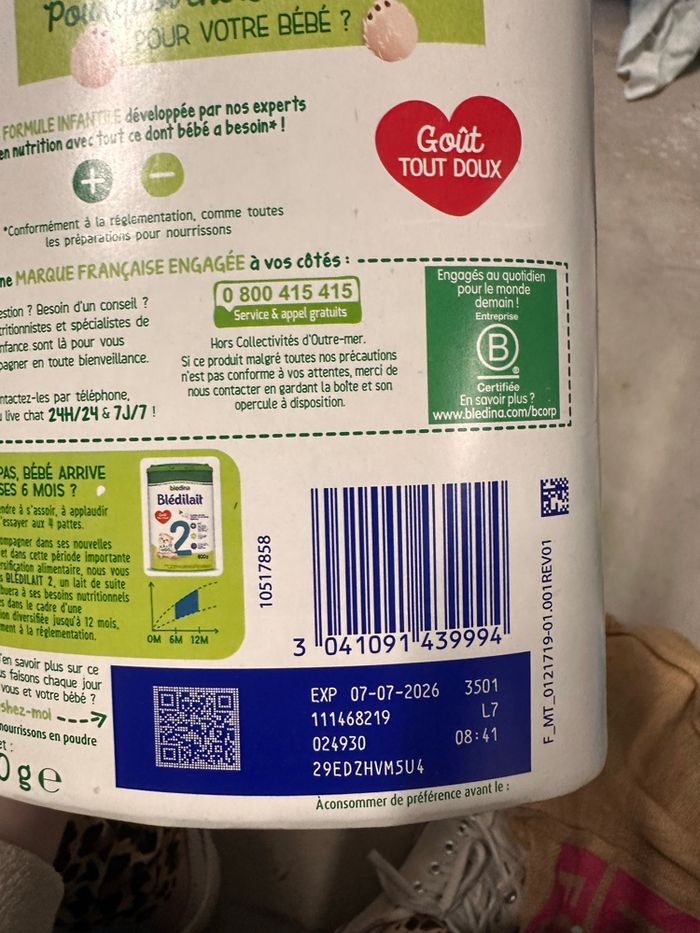 POUR VOTRE BÉBÉ ?
FORMULE INFANTILE développée par nos experts
en nutrition avec tout ce dont bébé a besoin* !
+
−
Goût
TOUT DOUX
*Conformément à la réglementation, comme toutes
les préparations pour nourrissons
MARQUE FRANÇAISE ENGAGÉE à vos côtés :
? Besoin d'un conseil ?
et spécialistes de
sont là pour vous
en toute bienveillance.
par téléphone,
live chat 24H/24 & 7J/7 !
0 800 415 415
Service & appel gratuits
Hors Collectivités d'Outre-mer.
Si ce produit malgré toutes nos précautions
n'est pas conforme à vos attentes, merci de
nous contacter en gardant la boîte et son
opercule à disposition.
Engagés au quotidien
pour le monde
demain !
Entreprise
B
®
Certifiée
En savoir plus ?
www.bledina.com/bcorp
PAS, BÉBÉ ARRIVE
SES 6 MOIS ?
à s'assoir, à applaudir
essayer aux 4 pattes.
dans ses nouvelles
et dans cette période importante
alimentaire, nous vous
BLÉDILAIT 2, un lait de suite
à ses besoins nutritionnels
dans le cadre d'une
diversifiée jusqu'à 12 mois,
à la réglementation.
bledina
Blédilait
2
0M 6M 12M
10517858
3 041091 439994
F_MT_0121719-01.001REV01
en savoir plus sur ce
faisons chaque jour
vous et votre bébé ?
nourrissons en poudre
g e
EXP 07-07-2026 3501
111468219 L7
024930 08:41
29EDZHVM5U4
À consommer de préférence avant le :